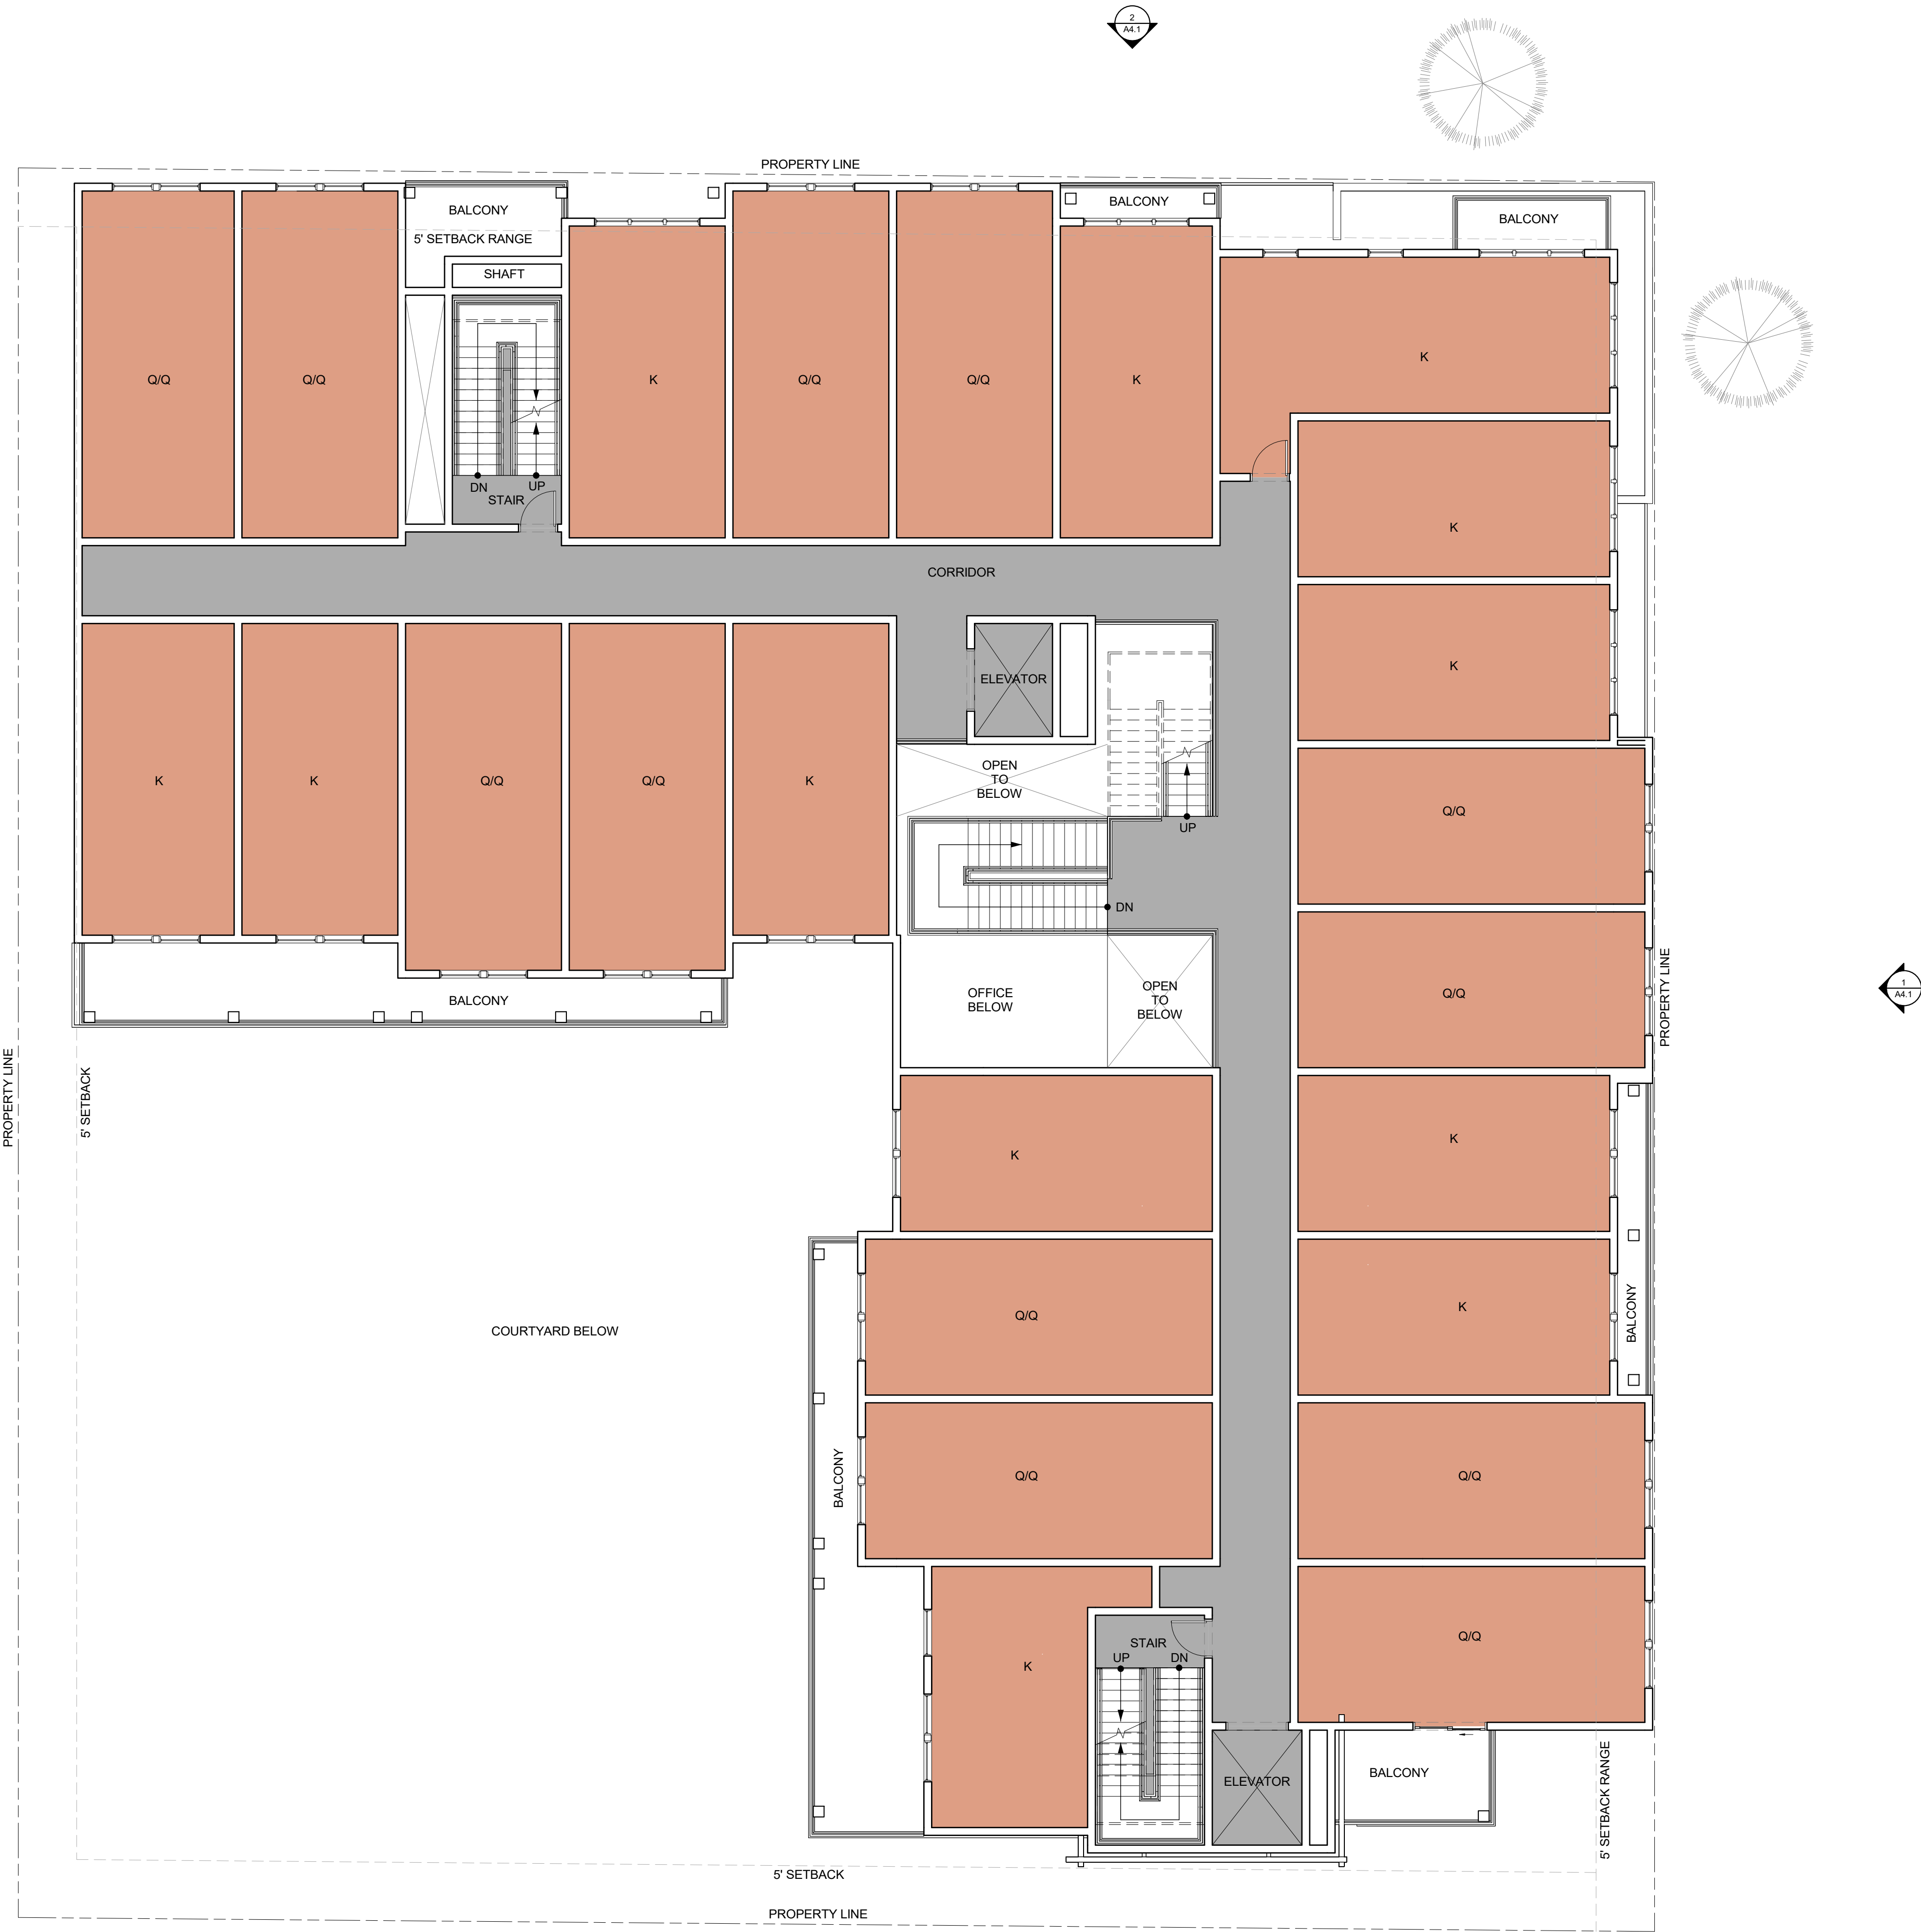 2
A4.1
PROPERTY LINE
BALCONY
5' SETBACK RANGE
SHAFT
BALCONY
BALCONY
Q/Q
Q/Q
K
Q/Q
Q/Q
K
K
DN
UP
STAIR
K
CORRIDOR
K
ELEVATOR
K
K
Q/Q
Q/Q
K
OPEN
TO
BELOW
UP
Q/Q
DN
BALCONY
OFFICE
BELOW
OPEN
TO
BELOW
Q/Q
PROPERTY LINE
1
A4.1
PROPERTY LINE
5' SETBACK
K
K
COURTYARD BELOW
Q/Q
K
BALCONY
BALCONY
Q/Q
Q/Q
K
STAIR
UP
DN
Q/Q
ELEVATOR
BALCONY
5' SETBACK RANGE
5' SETBACK
PROPERTY LINE